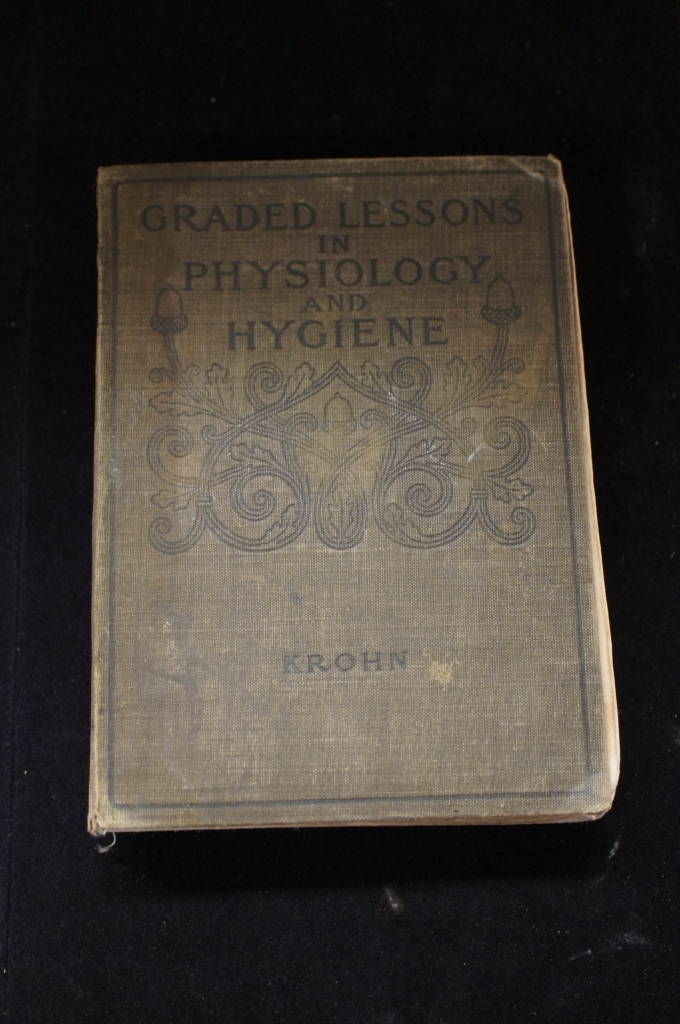 GRADED LESSONS
IN
PHYSIOLOGY
AND
HYGIENE
KROHN